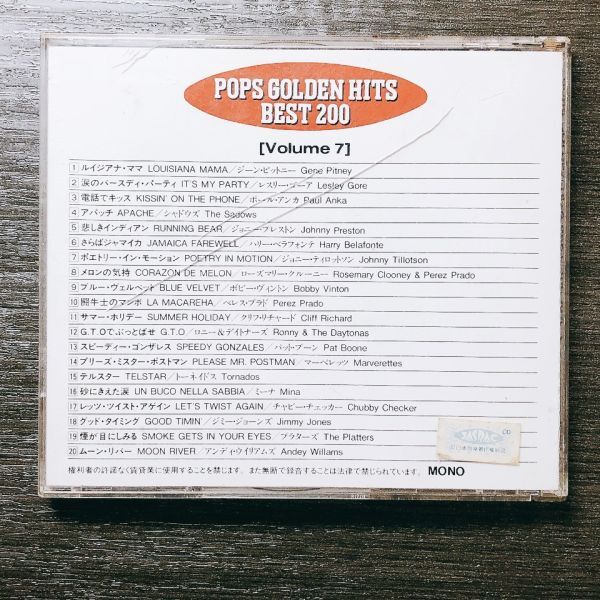 POPS GOLDEN HITS
BEST 200
[Volume 7]
1 ルイジアナ・ママ LOUISIANA MAMA／ジーン・ピットニー Gene Pitney
2 涙のバースディ・パーティ IT'S MY PARTY／レスリー・ゴーア Lesley Gore
3 電話でキッス KISSIN' ON THE PHONE／ポール・アンカ Paul Anka
4 アパッチ APACHE／シャドウズ The Sadows
5 悲しきインディアン RUNNING BEAR／ジョニー・プレストン Johnny Preston
6 さらばジャマイカ JAMAICA FAREWELL／ハリー・ベラフォンテ Harry Belafonte
7 ポエトリー・イン・モーション POETRY IN MOTION／ジョニー・ティロットソン Johnny Tillotson
8 メロンの気持 CORAZON DE MELON／ローズマリー・クルーニー Rosemary Clooney & Perez Prado
9 ブルー・ヴェルベット BLUE VELVET／ボビー・ヴィントン Bobby Vinton
10 闘牛士のマンボ LA MACAREHA／ペレス・プラド Perez Prado
11 サマー・ホリデー SUMMER HOLIDAY／クリフ・リチャード Cliff Richard
12 G.T.Oでぶっとばせ G.T.O／ロニー＆デイトナーズ Ronny & The Daytonas
13 スピーディー・ゴンザレス SPEEDY GONZALES／パット・ブーン Pat Boone
14 プリーズ・ミスター・ポストマン PLEASE MR. POSTMAN／マーベレッツ Marverettes
15 テルスター TELSTAR／トーネイドス Tornados
16 砂にきえた涙 UN BUCO NELLA SABBIA／ミーナ Mina
17 レッツ・ツイスト・アゲイン LET'S TWIST AGAIN／チャビー・チェッカー Chubby Checker
18 グッド・タイミング GOOD TIMIN'／ジミー・ジョーンズ Jimmy Jones
19 煙が目にしみる SMOKE GETS IN YOUR EYES／プラターズ The Platters
20 ムーン・リバー MOON RIVER／アンディ・ウイリアムズ Andey Willams
権利者の許諾なく賃貸業に使用することを禁じます。また無断で録音することは法律で禁じられています。 MONO
JASRAC
CD